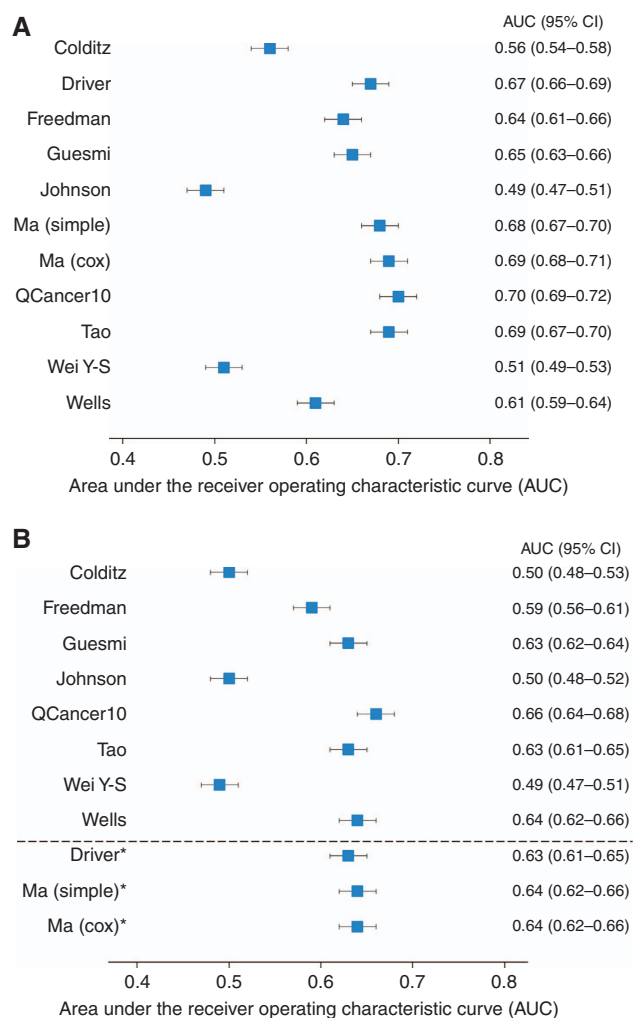 A
AUC (95% CI)
Colditz 0.56 (0.54–0.58)
Driver 0.67 (0.66–0.69)
Freedman 0.64 (0.61–0.66)
Guesmi 0.65 (0.63–0.66)
Johnson 0.49 (0.47–0.51)
Ma (simple) 0.68 (0.67–0.70)
Ma (cox) 0.69 (0.68–0.71)
QCancer10 0.70 (0.69–0.72)
Tao 0.69 (0.67–0.70)
Wei Y-S 0.51 (0.49–0.53)
Wells 0.61 (0.59–0.64)
0.4 0.5 0.6 0.7 0.8
Area under the receiver operating characteristic curve (AUC)
B
AUC (95% CI)
Colditz 0.50 (0.48–0.53)
Freedman 0.59 (0.56–0.61)
Guesmi 0.63 (0.62–0.64)
Johnson 0.50 (0.48–0.52)
QCancer10 0.66 (0.64–0.68)
Tao 0.63 (0.61–0.65)
Wei Y-S 0.49 (0.47–0.51)
Wells 0.64 (0.62–0.66)
Driver* 0.63 (0.61–0.65)
Ma (simple)* 0.64 (0.62–0.66)
Ma (cox)* 0.64 (0.62–0.66)
0.4 0.5 0.6 0.7 0.8
Area under the receiver operating characteristic curve (AUC)